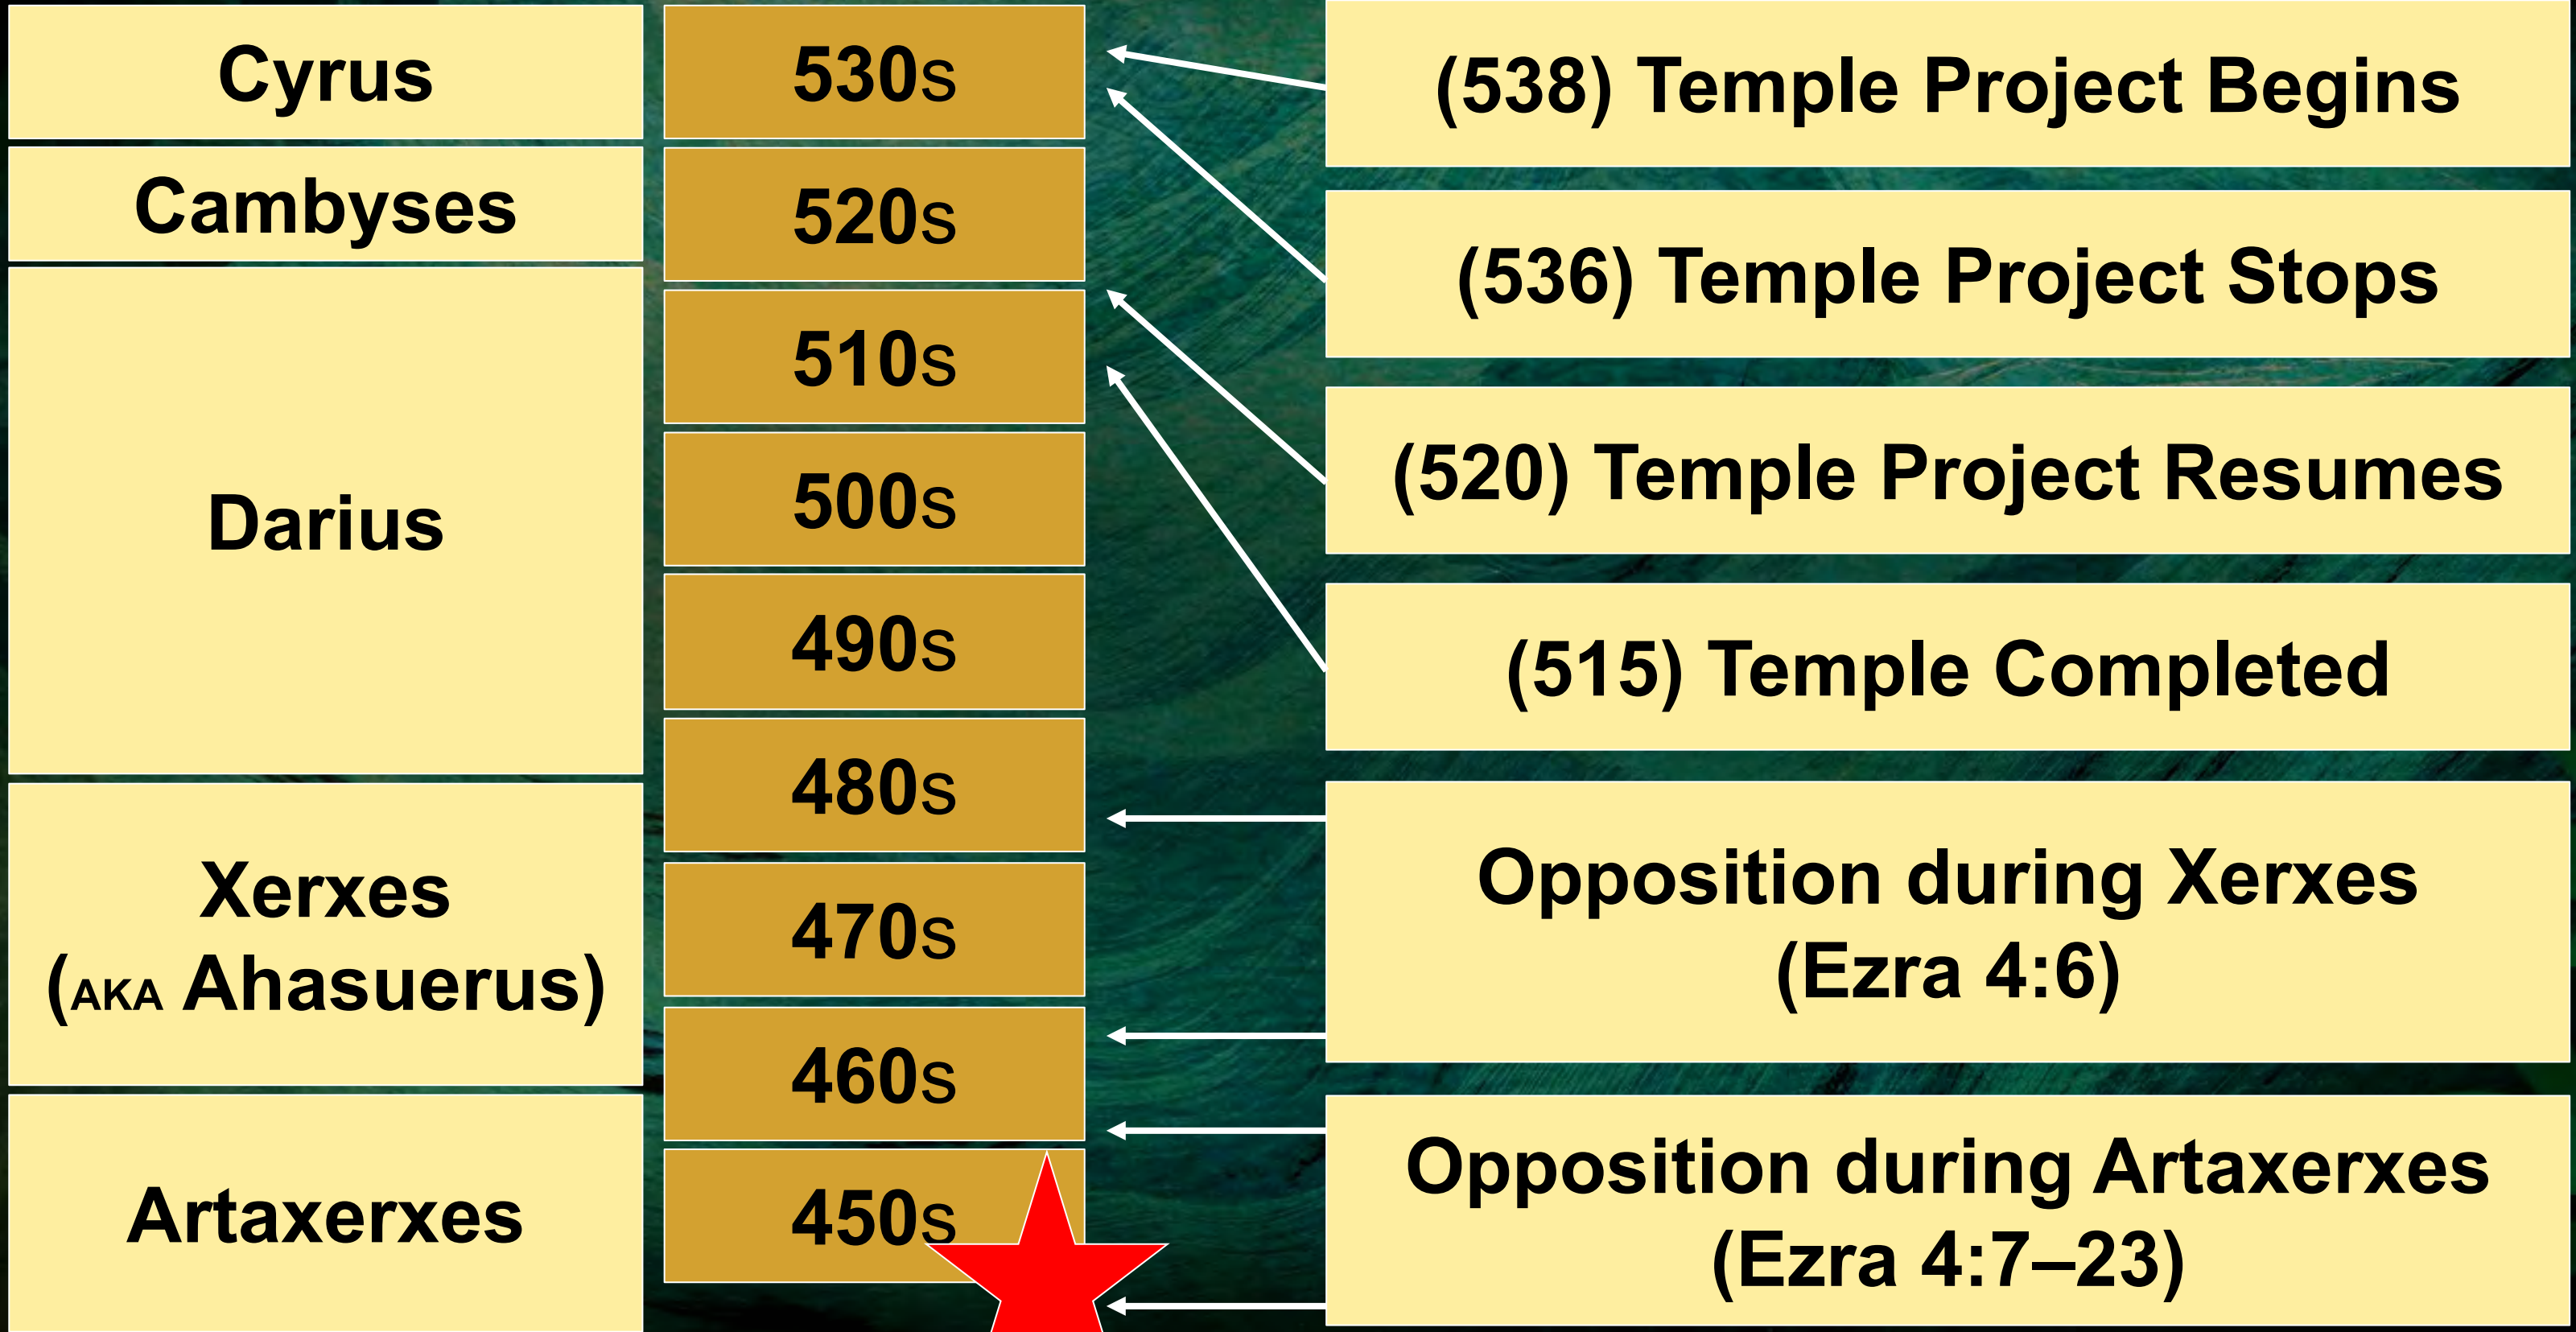 Cyrus
Cambyses
Darius
Xerxes
(AKA Ahasuerus)
Artaxerxes
530s
520s
510s
500s
490s
480s
470s
460s
450s
(538) Temple Project Begins
(536) Temple Project Stops
(520) Temple Project Resumes
(515) Temple Completed
Opposition during Xerxes
(Ezra 4:6)
Opposition during Artaxerxes
(Ezra 4:7–23)